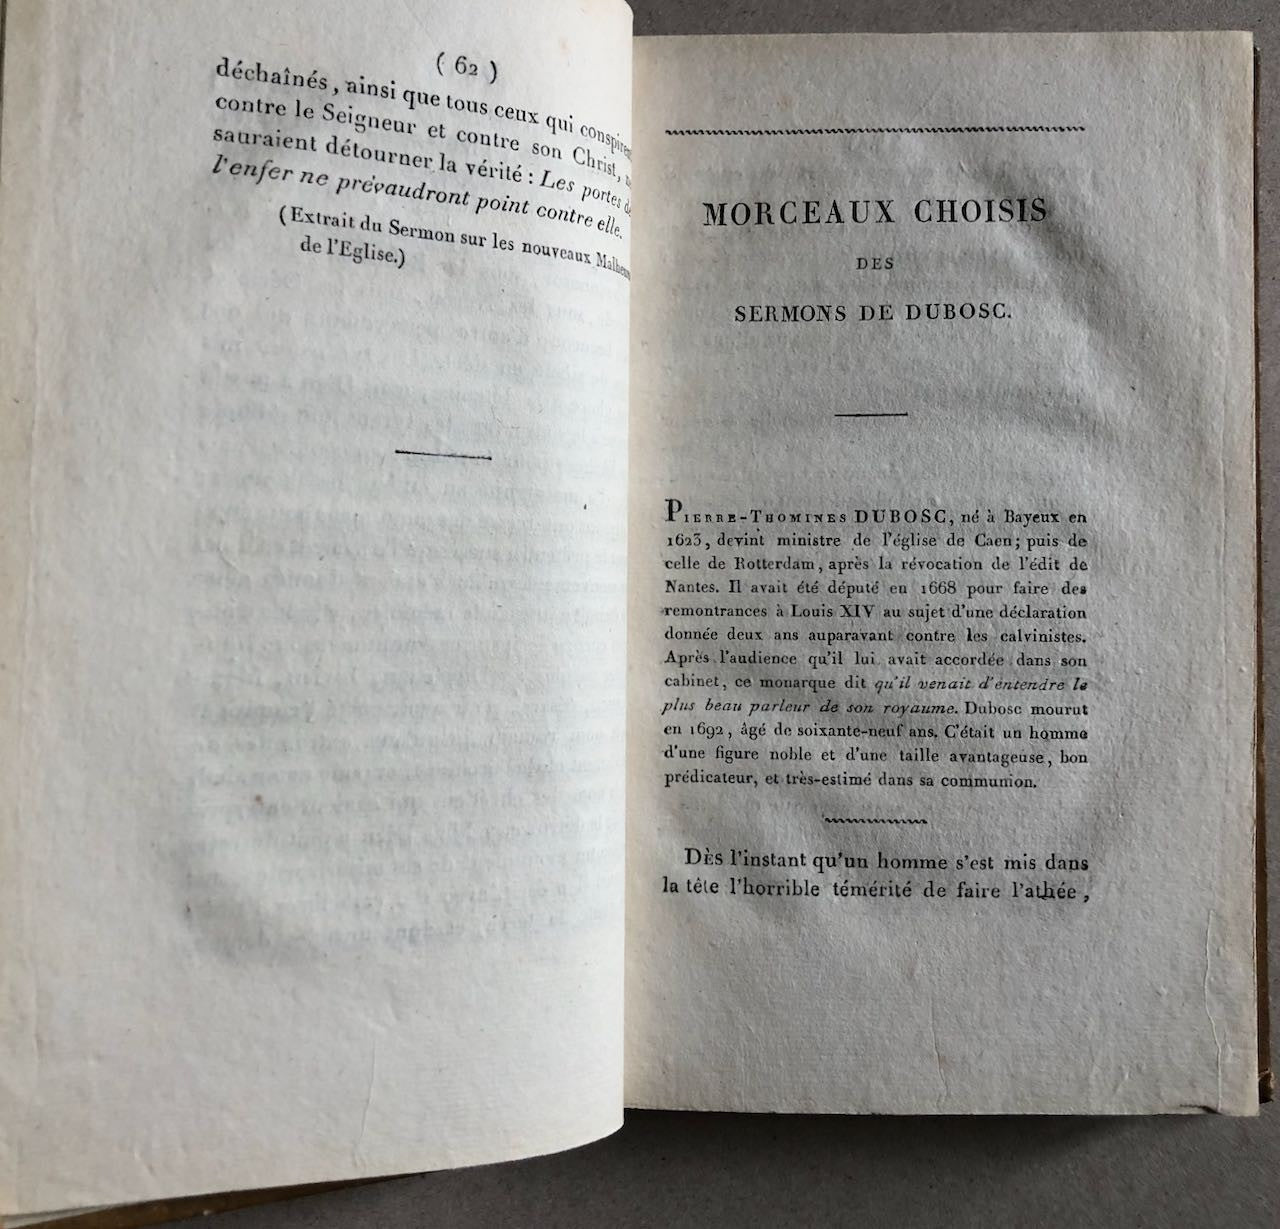 ( 62 )
déchaînés, ainsi que tous ceux qui conspirent
contre le Seigneur et contre son Christ,
sauraient détourner la vérité : Les portes de
l'enfer ne prévaudront point contre elle.
(Extrait du Sermon sur les nouveaux Malheurs
de l'Eglise.)
MORCEAUX CHOISIS
DES
SERMONS DE DUBOSC.
PIERRE-THOMINES DUBOSC, né à Bayeux en
1623, devint ministre de l'église de Caen; puis de
celle de Rotterdam, après la révocation de l'édit de
Nantes. Il avait été député en 1668 pour faire des
remontrances à Louis XIV au sujet d'une déclaration
donnée deux ans auparavant contre les calvinistes.
Après l'audience qu'il lui avait accordée dans son
cabinet, ce monarque dit qu'il venait d'entendre le
plus beau parleur de son royaume. Dubosc mourut
en 1692, âgé de soixante-neuf ans. C'était un homme
d'une figure noble et d'une taille avantageuse, bon
prédicateur, et très-estimé dans sa communion.
Dès l'instant qu'un homme s'est mis dans
la tête l'horrible témérité de faire l'athée,